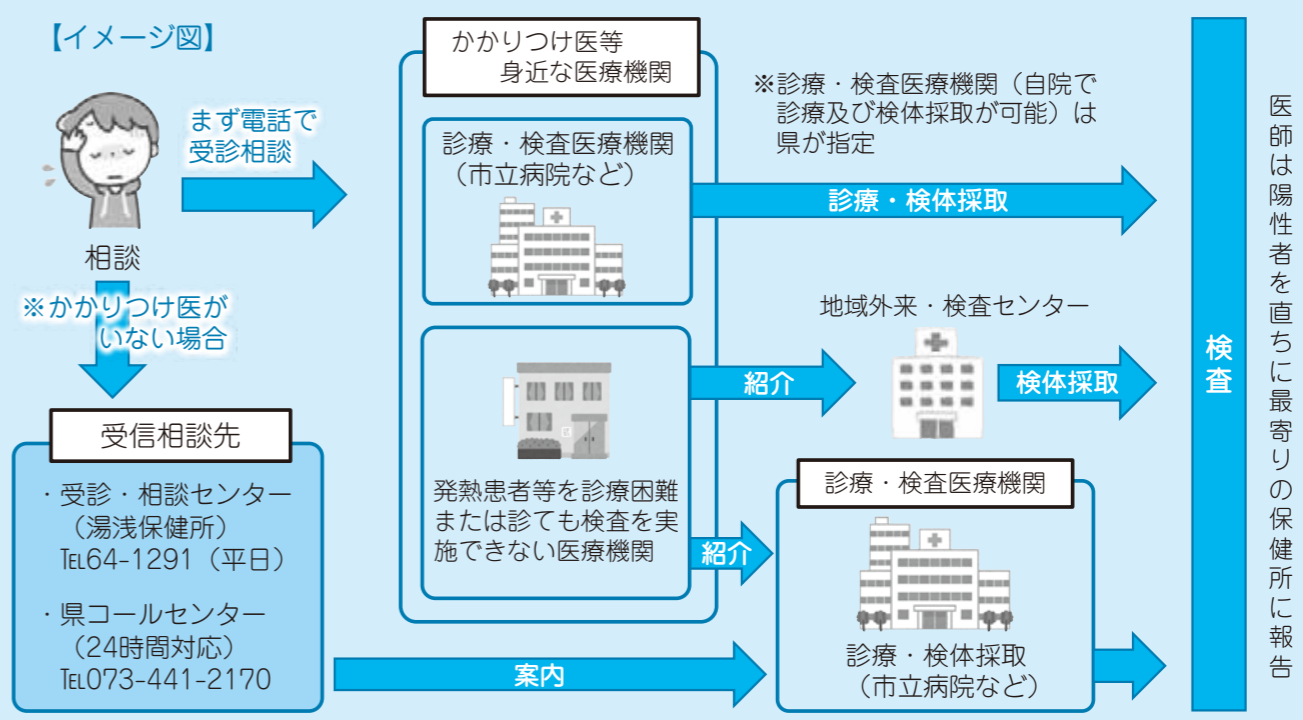 【イメージ図】
まず電話で
受診相談
相談
※かかりつけ医が
いない場合
受信相談先
・受診・相談センター
(湯浅保健所)
℡64-1291(平日)
・県コールセンター
(24時間対応)
℡073-441-2170
かかりつけ医等
身近な医療機関
診療・検査医療機関
(市立病院など)
発熱患者等を診療困難
または診ても検査を実
施できない医療機関
※診療・検査医療機関(自院で
診療及び検体採取が可能)は
県が指定
診療・検体採取
紹介
地域外来・検査センター
検体採取
紹介
診療・検査医療機関
診療・検体採取
(市立病院など)
案内
検査
医師は陽性者を直ちに最寄りの保健所に報告